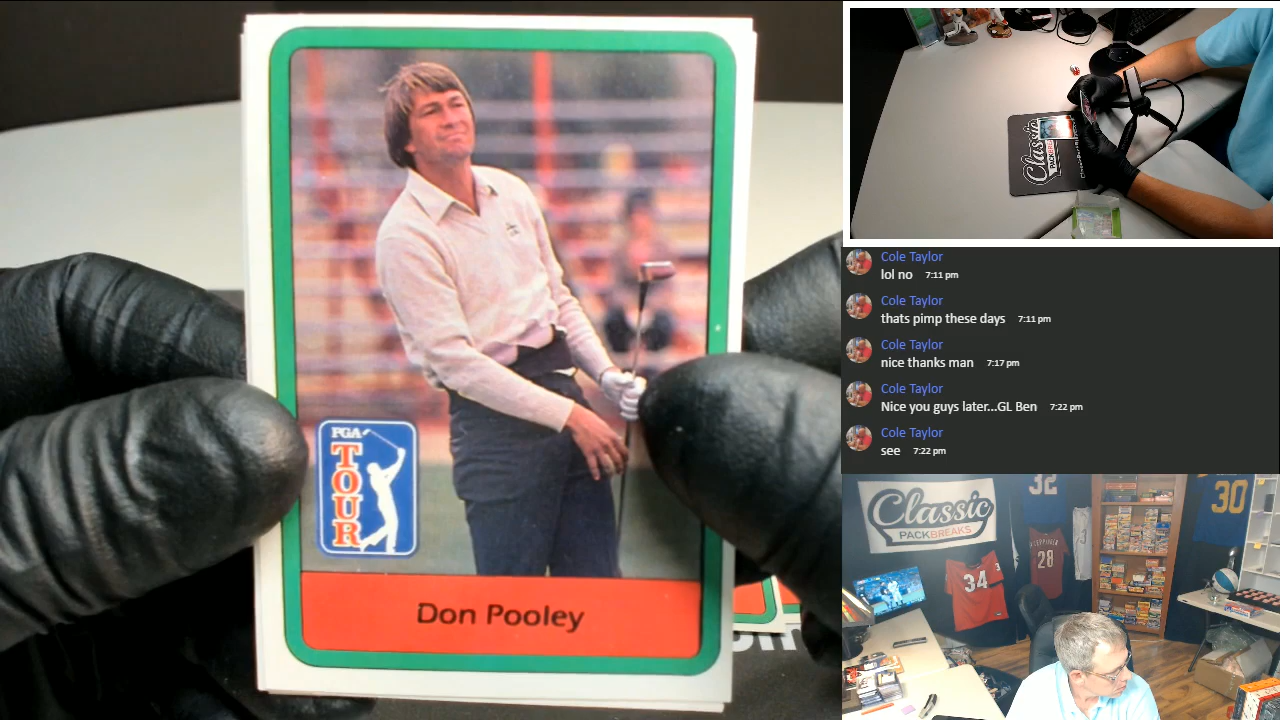 PGA
TOUR
Don Pooley
Classic
Cole Taylor
lol no 7:11 pm
Cole Taylor
thats pimp these days 7:11 pm
Cole Taylor
nice thanks man 7:17 pm
Cole Taylor
Nice you guys later...GL Ben 7:22 pm
Cole Taylor
see 7:22 pm
Classic
PACKBREAKS
32
30
34
28